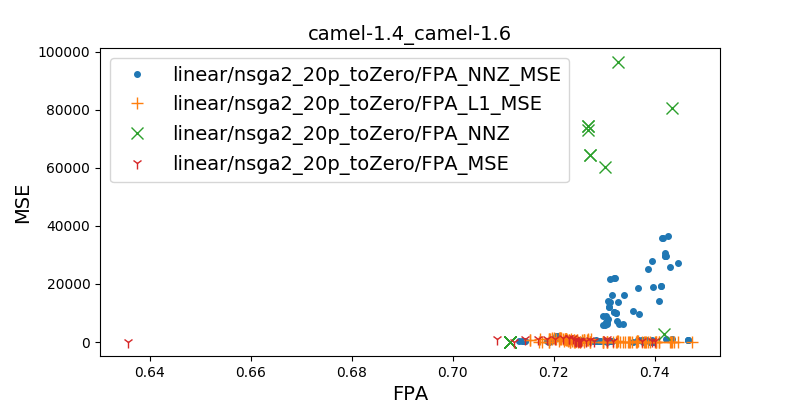 camel-1.4_camel-1.6
100000
80000
60000
40000
20000
0
MSE
linear/nsga2_20p_toZero/FPA_NNZ_MSE
linear/nsga2_20p_toZero/FPA_L1_MSE
linear/nsga2_20p_toZero/FPA_NNZ
linear/nsga2_20p_toZero/FPA_MSE
0.64 0.66 0.68 0.70 0.72 0.74
FPA